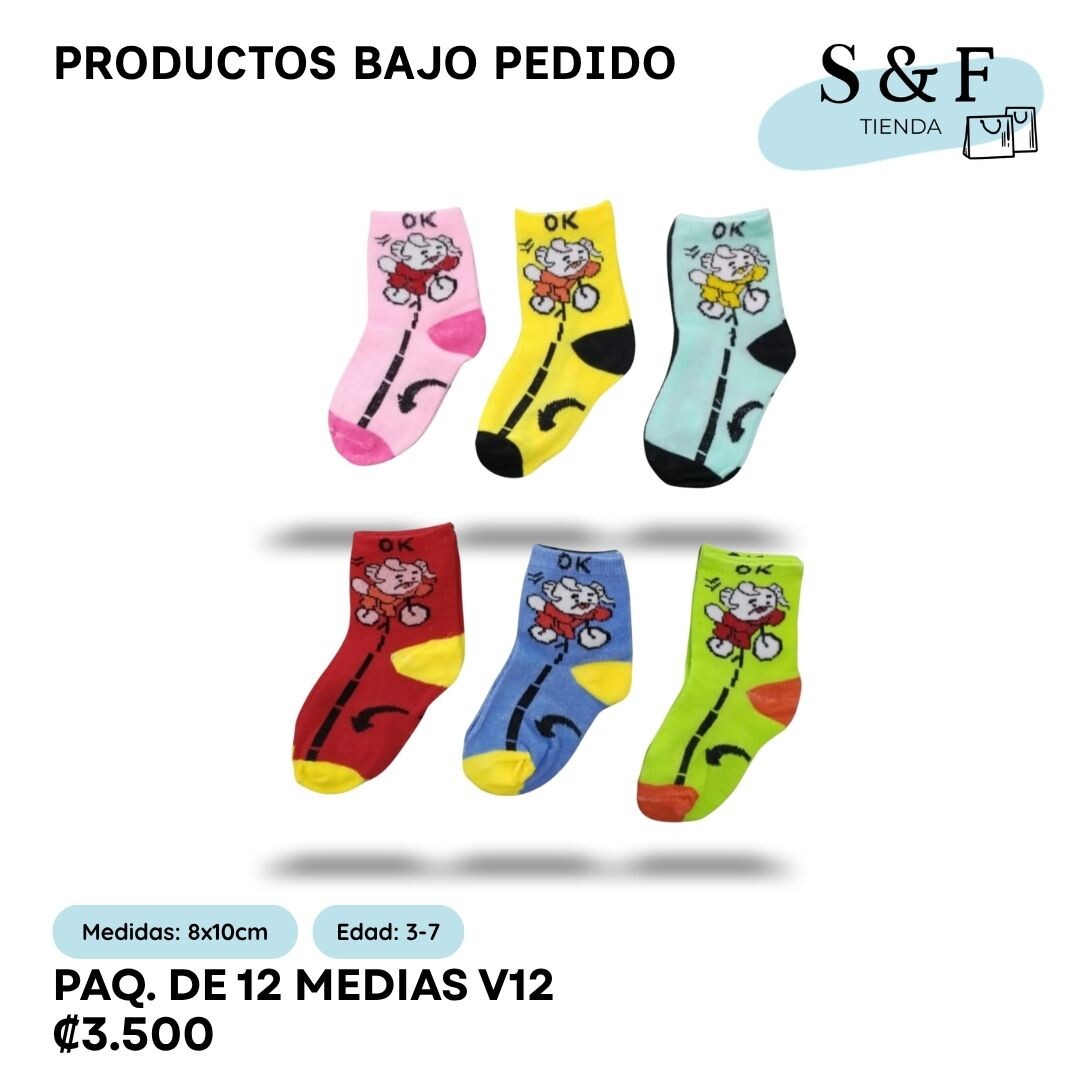 PRODUCTOS BAJO PEDIDO
S & F
TIENDA
OK
OK
OK
OK
OK
OK
Medidas: 8x10cm
Edad: 3-7
PAQ. DE 12 MEDIAS V12
₡3.500